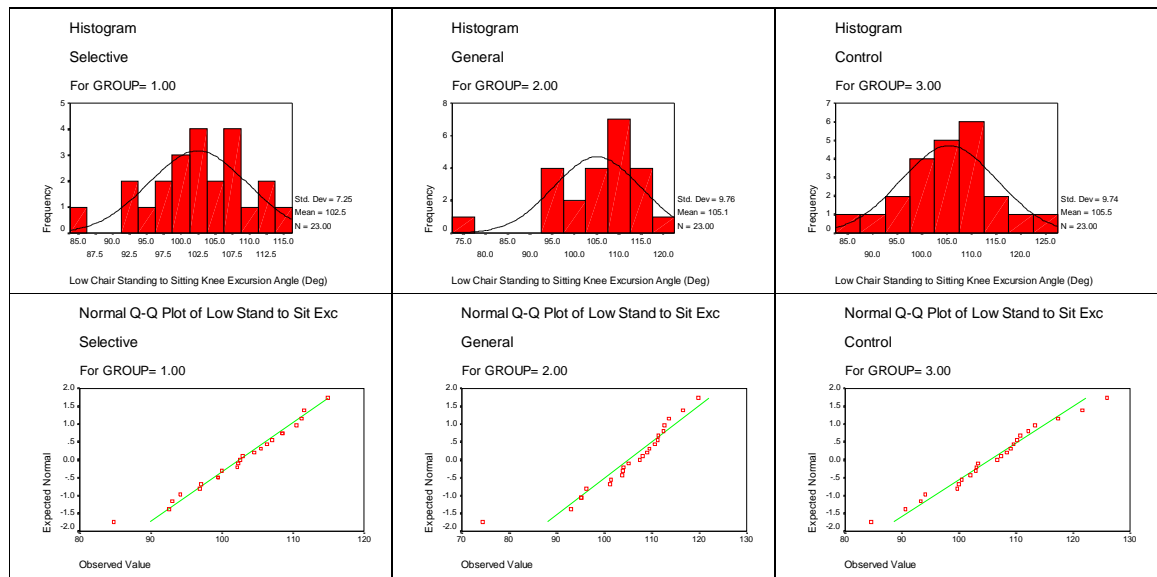 Histogram
Selective
For GROUP= 1.00
5
4
3
2
1
0
Frequency
85.0
87.5
90.0
92.5
95.0
97.5
100.0
102.5
105.0
107.5
110.0
112.5
115.0
Std. Dev = 7.25
Mean = 102.5
N = 23.00
Low Chair Standing to Sitting Knee Excursion Angle (Deg)
Histogram
General
For GROUP= 2.00
8
6
4
2
0
Frequency
75.0
80.0
85.0
90.0
95.0
100.0
105.0
110.0
115.0
120.0
Std. Dev = 9.76
Mean = 105.1
N = 23.00
Low Chair Standing to Sitting Knee Excursion Angle (Deg)
Histogram
Control
For GROUP= 3.00
7
6
5
4
3
2
1
0
Frequency
85.0
90.0
95.0
100.0
105.0
110.0
115.0
120.0
125.0
Std. Dev = 9.74
Mean = 105.5
N = 23.00
Low Chair Standing to Sitting Knee Excursion Angle (Deg)
Normal Q-Q Plot of Low Stand to Sit Exc
Selective
For GROUP= 1.00
2.0
1.5
1.0
.5
0.0
-.5
-1.0
-1.5
-2.0
Expected Normal
80
90
100
110
120
Observed Value
Normal Q-Q Plot of Low Stand to Sit Exc
General
For GROUP= 2.00
2.0
1.5
1.0
.5
0.0
-.5
-1.0
-1.5
-2.0
Expected Normal
70
80
90
100
110
120
130
Observed Value
Normal Q-Q Plot of Low Stand to Sit Exc
Control
For GROUP= 3.00
2.0
1.5
1.0
.5
0.0
-.5
-1.0
-1.5
-2.0
Expected Normal
80
90
100
110
120
130
Observed Value